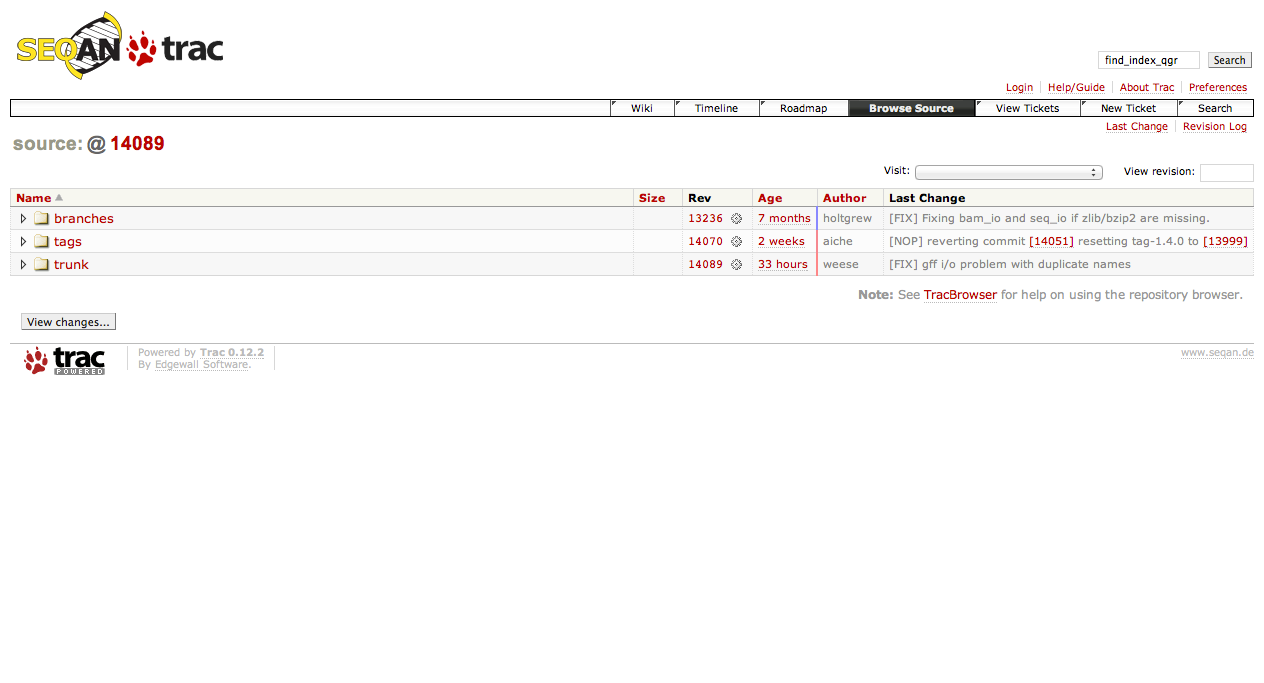 SEQAN trac
find_index_qgr Search
Login Help/Guide About Trac Preferences
Wiki Timeline Roadmap Browse Source View Tickets New Ticket Search
Last Change Revision Log
source: @ 14089
Visit: View revision:
Name Size Rev Age Author Last Change
branches 13236 7 months holtgrew [FIX] Fixing bam_io and seq_io if zlib/bzip2 are missing.
tags 14070 2 weeks aiche [NOP] reverting commit [14051] resetting tag-1.4.0 to [13999]
trunk 14089 33 hours weese [FIX] gff i/o problem with duplicate names
Note: See TracBrowser for help on using the repository browser.
View changes...
trac POWERED
Powered by Trac 0.12.2
By Edgewall Software.
www.seqan.de